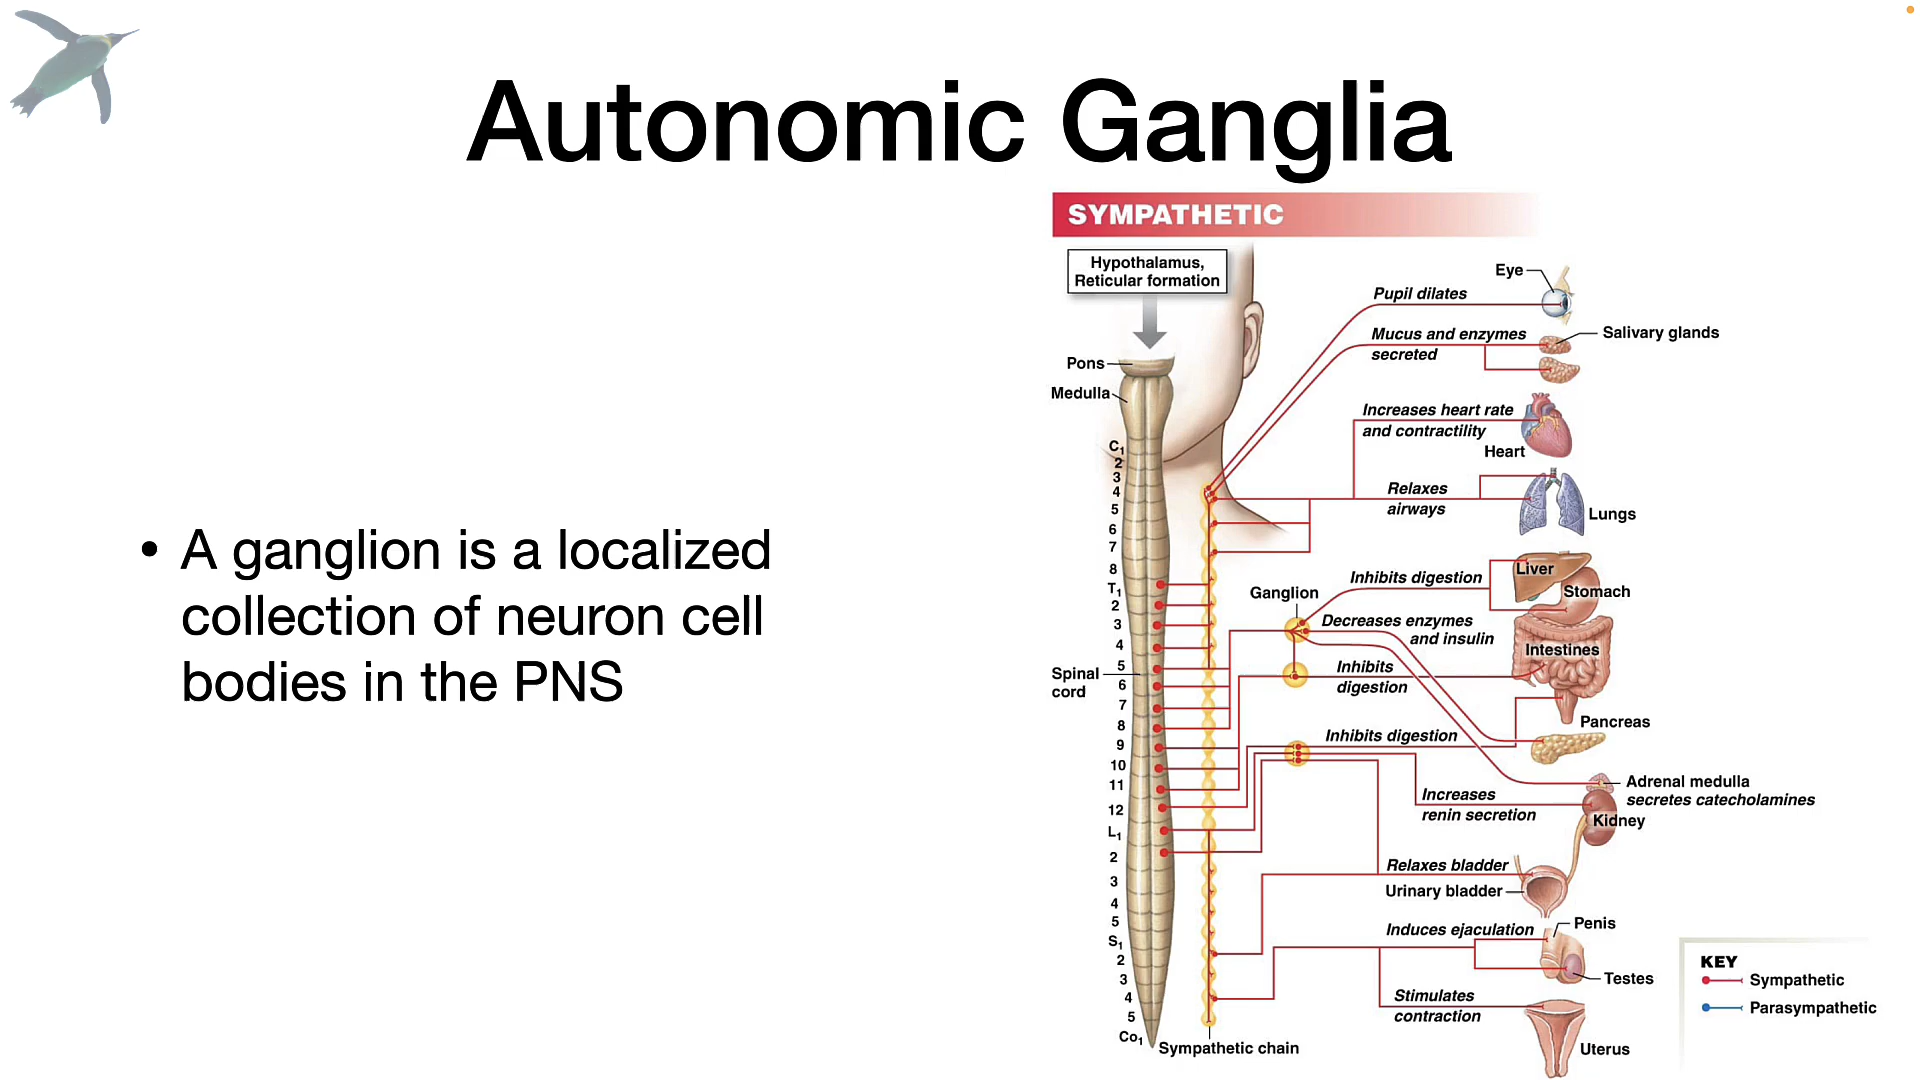 Autonomic Ganglia
• A ganglion is a localized
collection of neuron cell
bodies in the PNS
SYMPATHETIC
Hypothalamus,
Reticular formation
Pons
Medulla
C1
2
3
4
5
6
7
8
T1
2
3
4
5
6
7
8
9
10
11
12
L1
2
3
4
5
S1
2
3
4
5
Co1
Spinal
cord
Sympathetic chain
Ganglion
Pupil dilates
Eye
Mucus and enzymes
secreted
Salivary glands
Increases heart rate
and contractility
Heart
Relaxes
airways
Lungs
Inhibits digestion
Liver
Stomach
Decreases enzymes
and insulin
Intestines
Inhibits
digestion
Pancreas
Inhibits digestion
Adrenal medulla
secretes catecholamines
Increases
renin secretion
Kidney
Relaxes bladder
Urinary bladder
Induces ejaculation
Penis
Testes
Stimulates
contraction
Uterus
KEY
Sympathetic
Parasympathetic